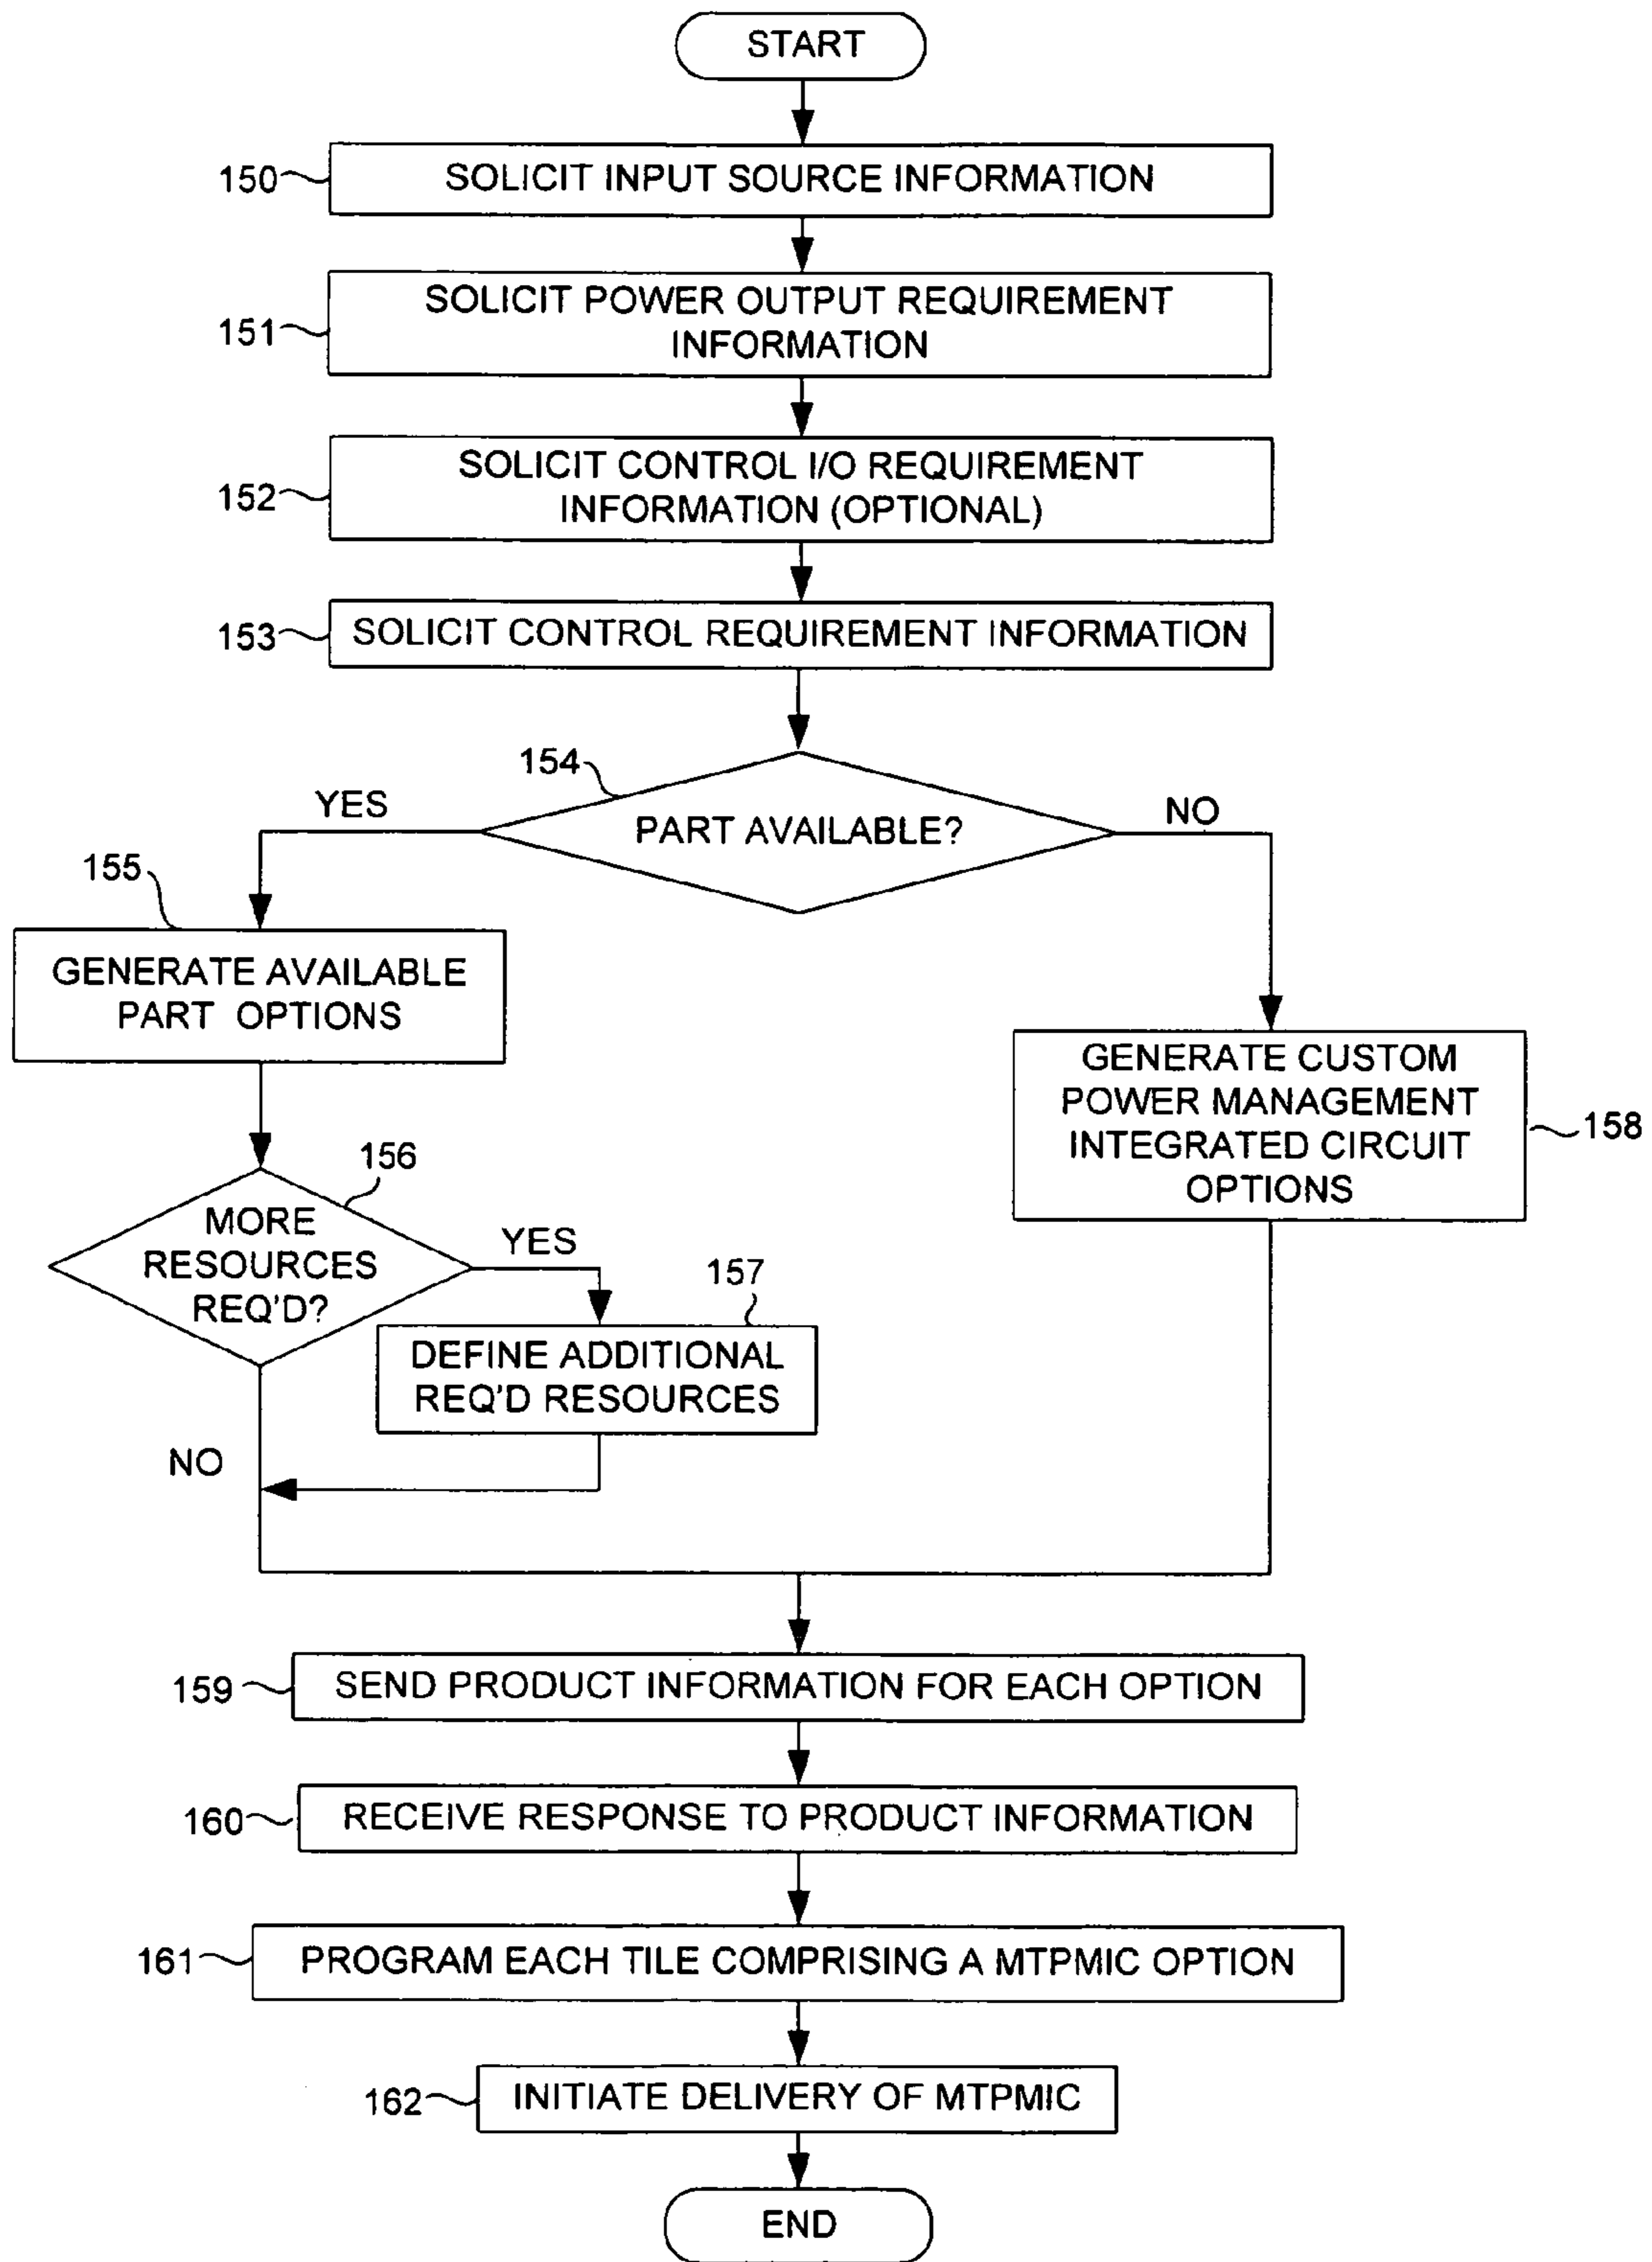 START
150
SOLICIT INPUT SOURCE INFORMATION
151
SOLICIT POWER OUTPUT REQUIREMENT
INFORMATION
152
SOLICIT CONTROL I/O REQUIREMENT
INFORMATION (OPTIONAL)
153
SOLICIT CONTROL REQUIREMENT INFORMATION
154
PART AVAILABLE?
YES
NO
155
GENERATE AVAILABLE
PART OPTIONS
156
MORE
RESOURCES
REQ'D?
YES
157
DEFINE ADDITIONAL
REQ'D RESOURCES
NO
GENERATE CUSTOM
POWER MANAGEMENT
INTEGRATED CIRCUIT
OPTIONS
158
159
SEND PRODUCT INFORMATION FOR EACH OPTION
160
RECEIVE RESPONSE TO PRODUCT INFORMATION
161
PROGRAM EACH TILE COMPRISING A MTPMIC OPTION
162
INITIATE DELIVERY OF MTPMIC
END